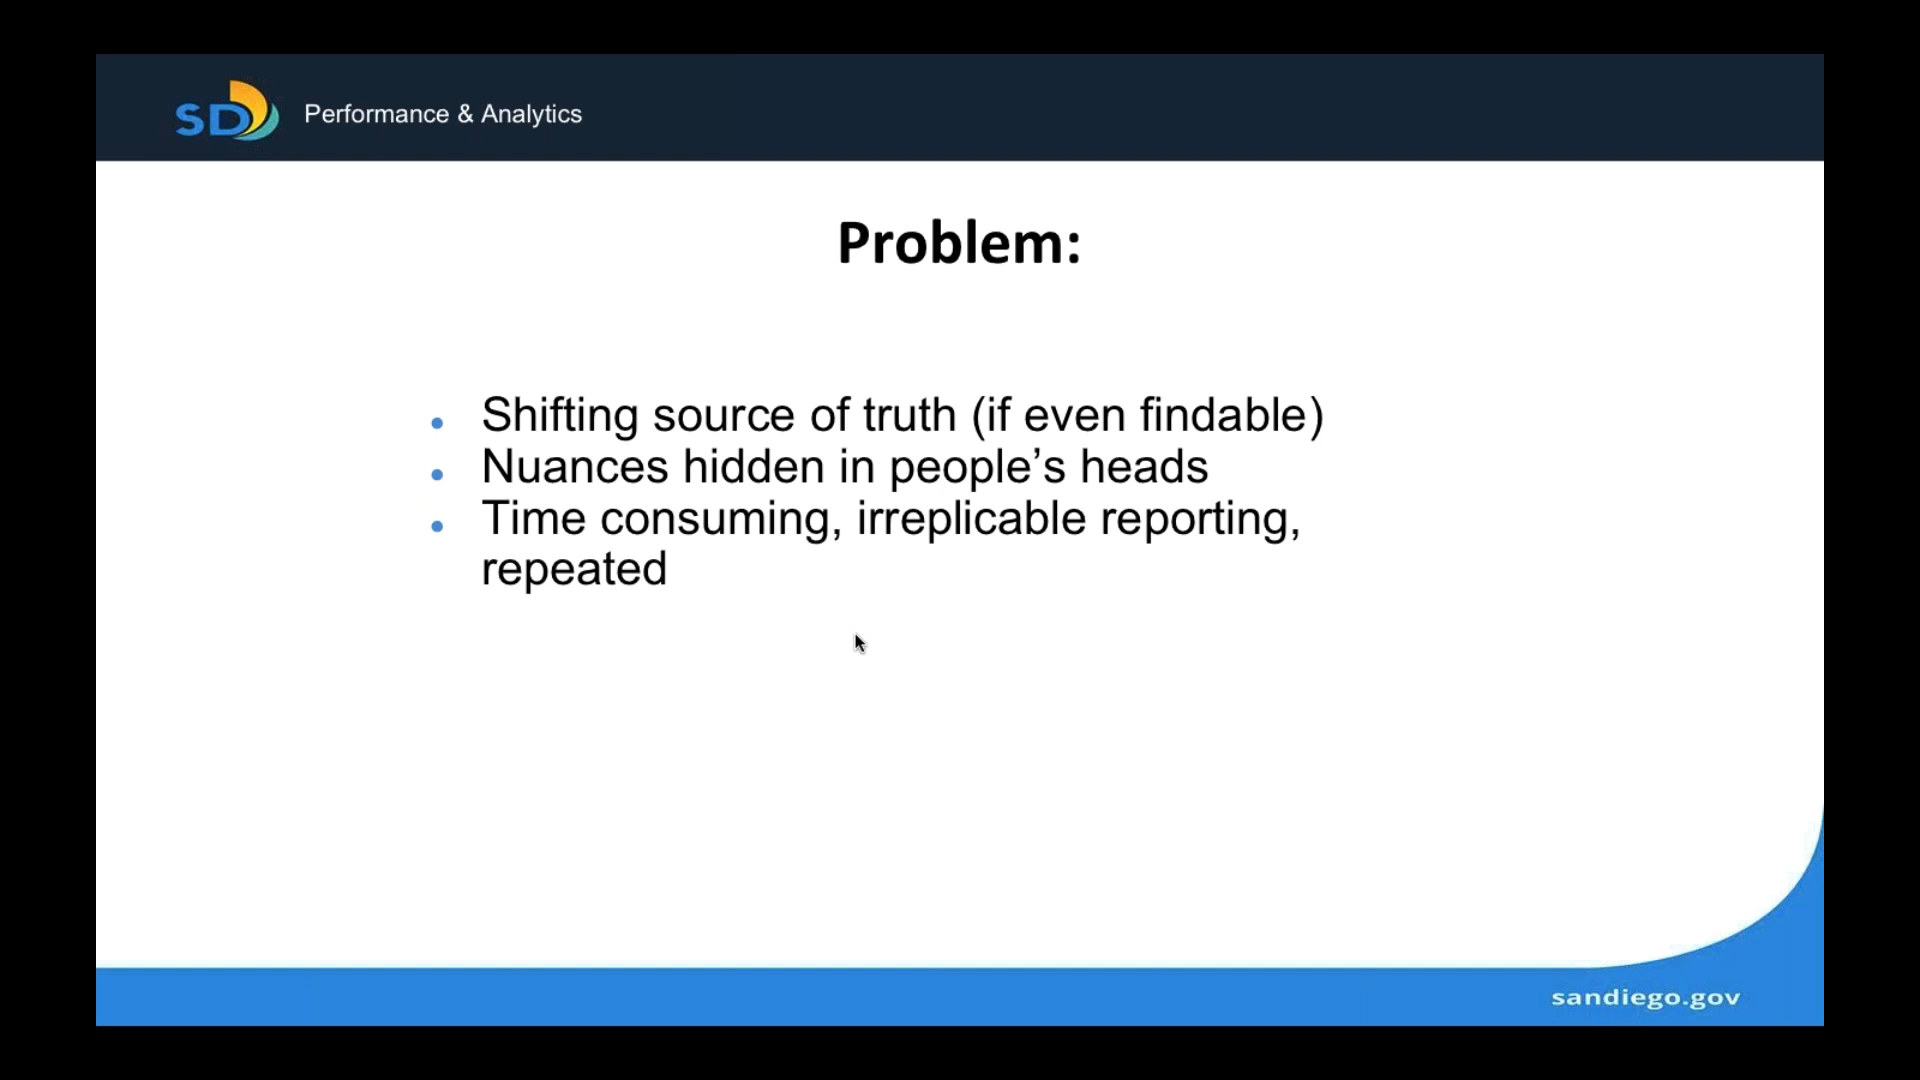 SD
Performance & Analytics
Problem:
• Shifting source of truth (if even findable)
• Nuances hidden in people’s heads
• Time consuming, irreplicable reporting,
repeated
sandiego.gov